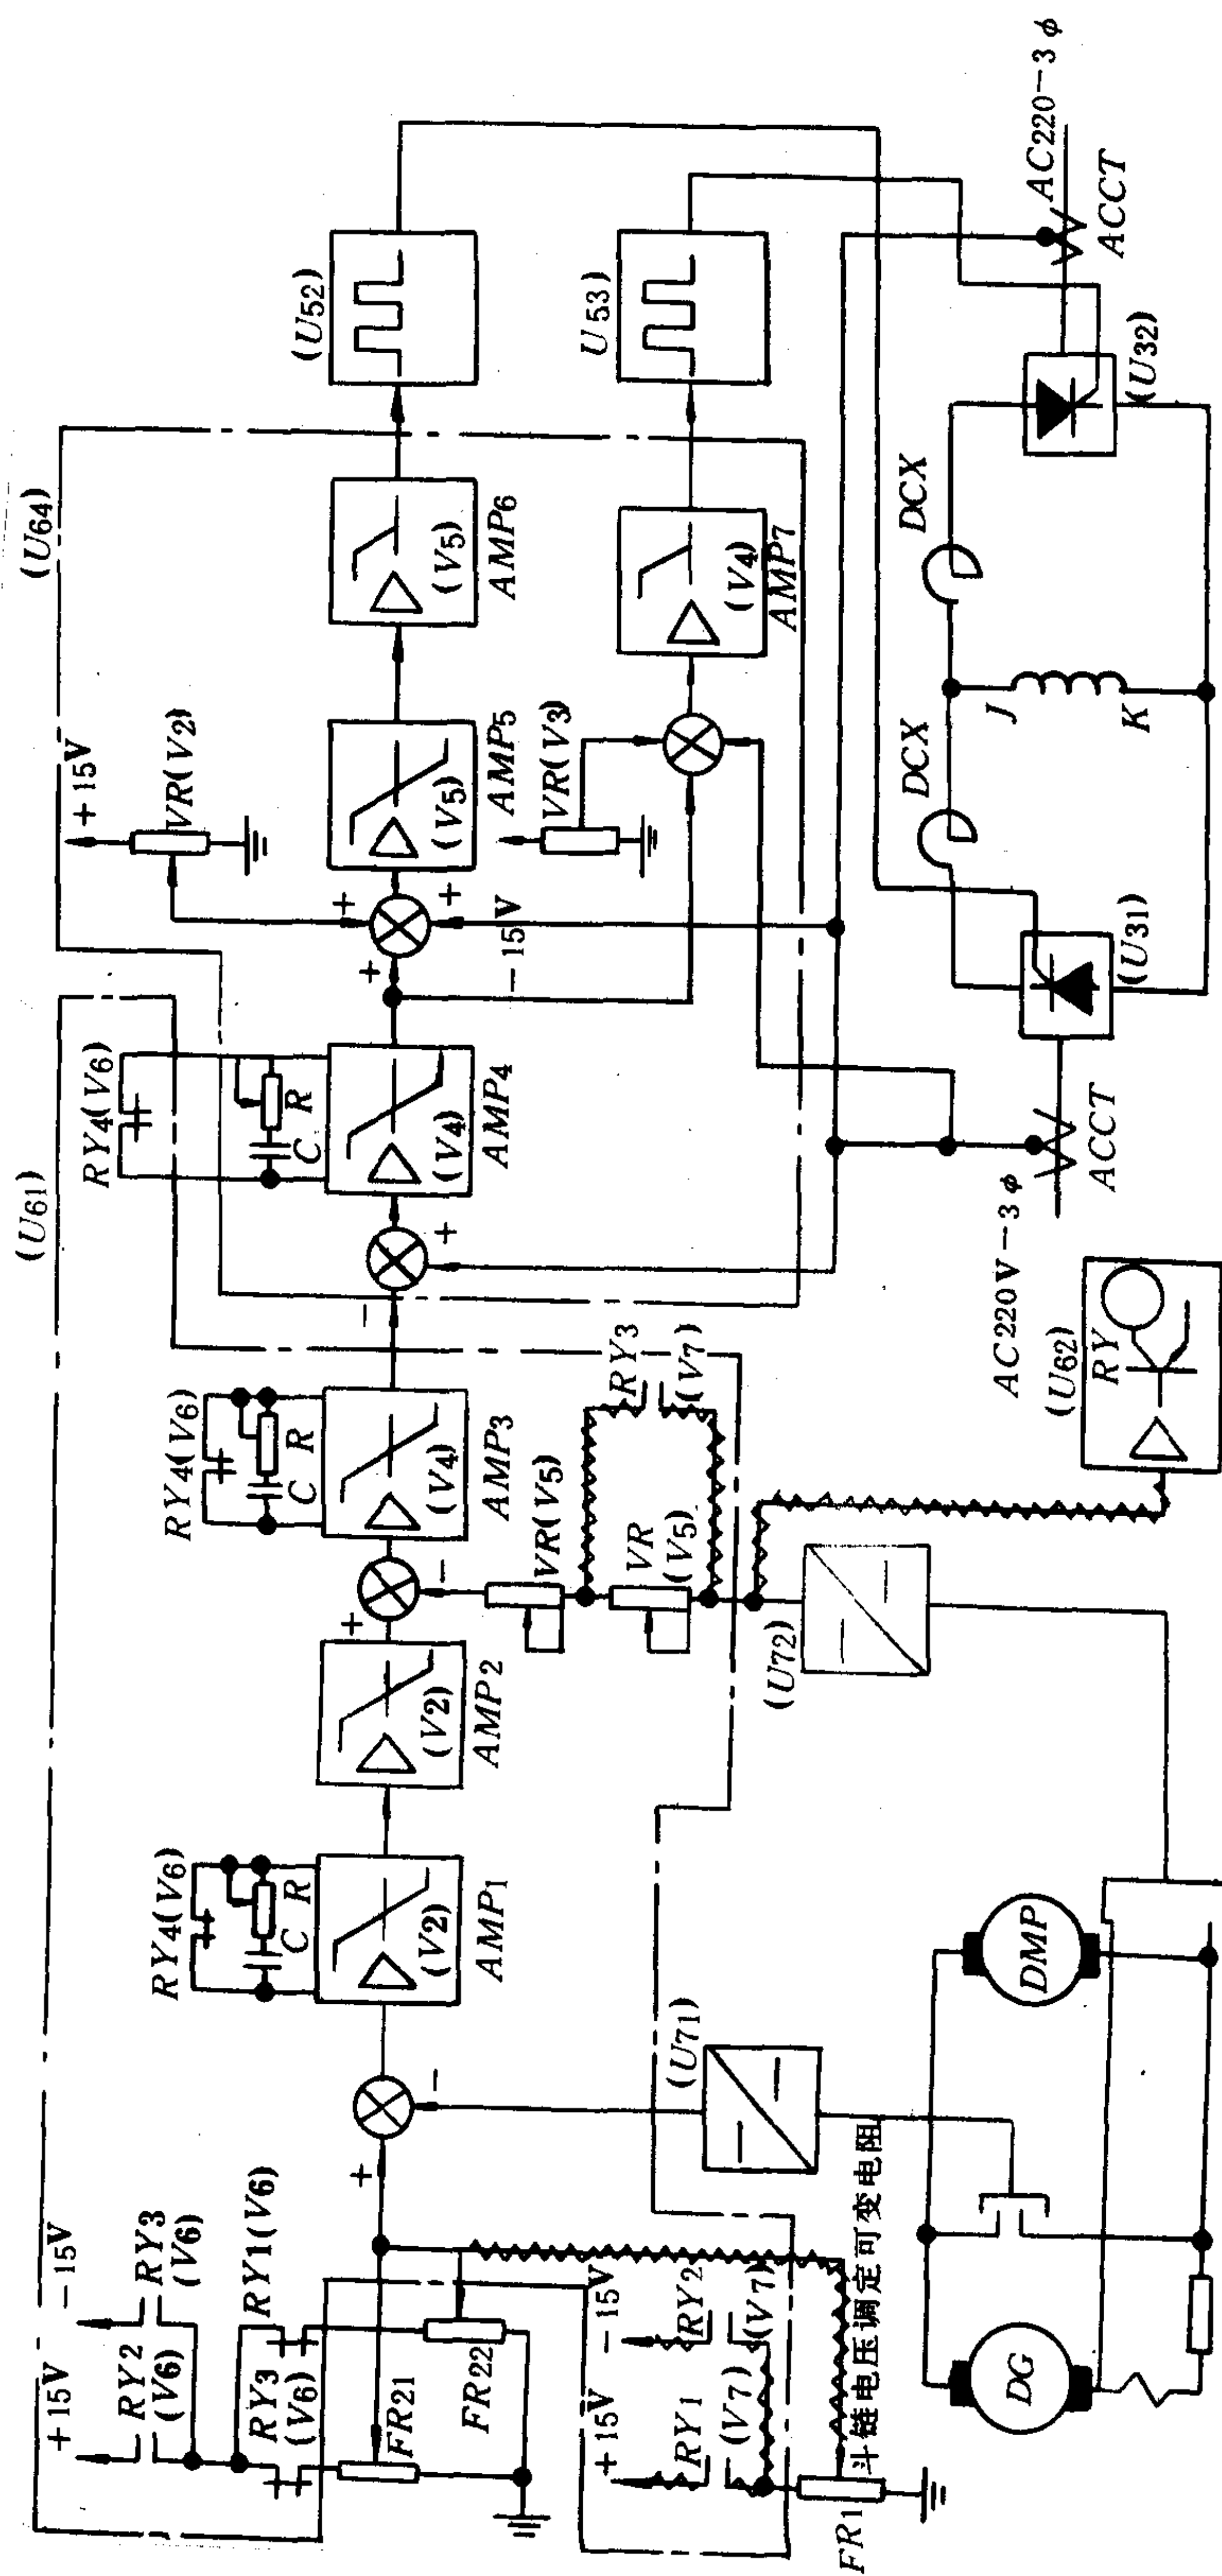 (U61)
(U64)
+15V
-15V
RY2
(V6)
RY3
(V6)
RY1(V6)
RY3
(V6)
FR21
FR22
+
-
RY4(V6)
C
R
(V2)
AMP1
(V2)
AMP2
+
-
RY4(V6)
C
R
(V4)
AMP3
-
+
RY4(V6)
C
R
(V4)
AMP4
+15V
VR(V2)
+
+
+
(V5)
AMP5
(V5)
AMP6
(U52)
-15V
VR(V3)
(V4)
AMP7
U53
VR(V5)
VR
(V5)
RY3
(V7)
+15V
-15V
RY1
RY2
(V7)
(V7)
FR1
斗链电压调定可变电阻
(U71)
(U72)
DG
DMP
(U62)
RY
AC220V-3ϕ
ACCT
(U31)
DCX
DCX
J
K
(U32)
AC220-3ϕ
ACCT